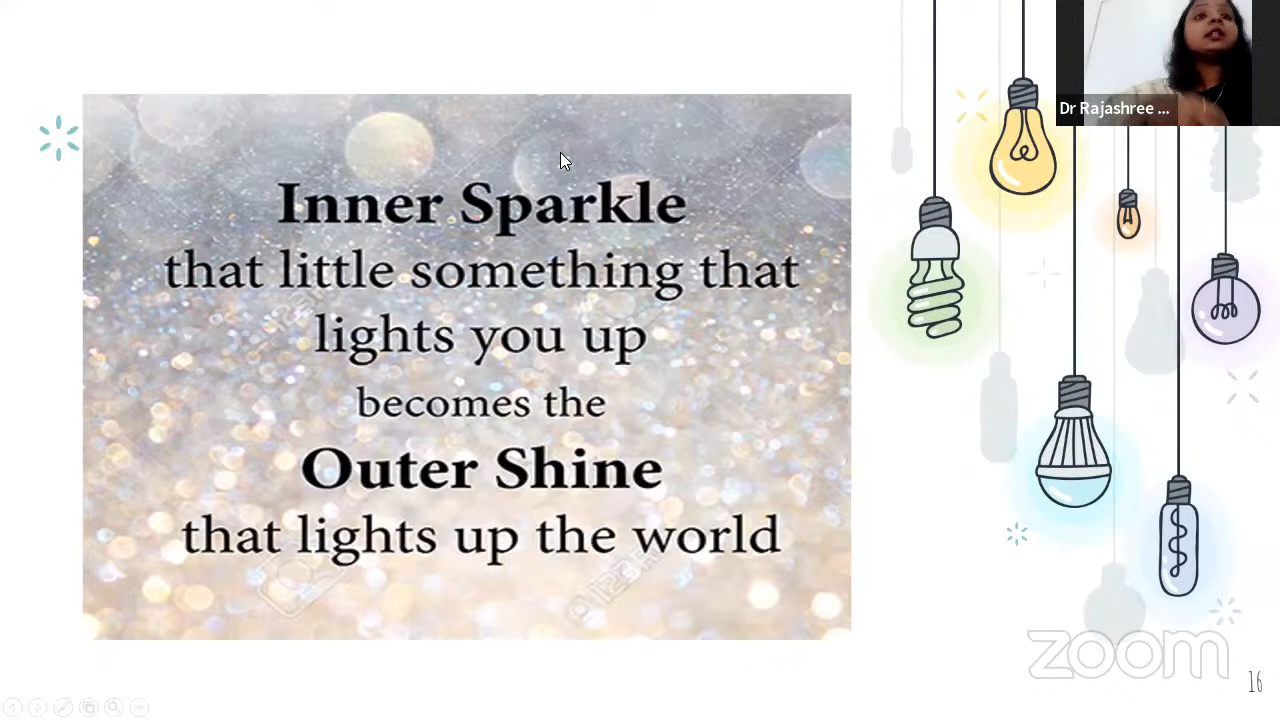 Inner Sparkle
that little something that
lights you up
becomes the
Outer Shine
that lights up the world
Dr Rajashree ...
zoom
16